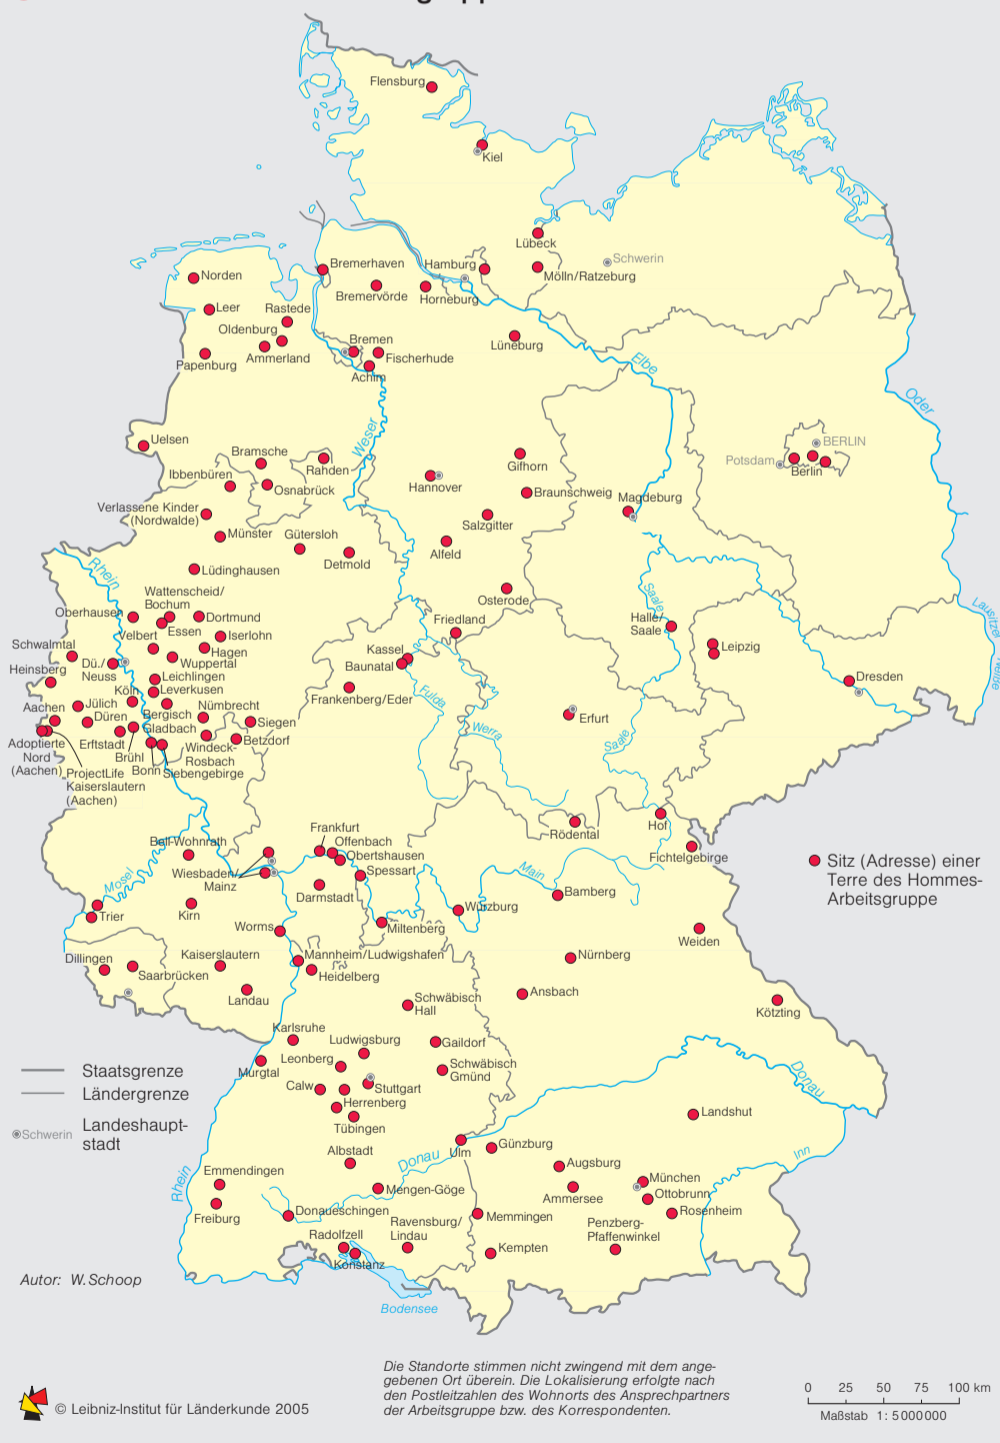 Flensburg
Kiel
Lübeck
Schwerin
Hamburg
Mölln/Ratzeburg
Bremerhaven
Norden
Bremervörde
Horneburg
Leer
Rastede
Oldenburg
Lüneburg
Bremen
Ammerland
Fischerhude
Papenburg
Achim
Elbe
Oder
Weser
Uelsen
BERLIN
Bramsche
Gifhorn
Potsdam
Berlin
Ibbenbüren
Rahden
Osnabrück
Hannover
Braunschweig
Magdeburg
Verlassene Kinder
(Nordwalde)
Salzgitter
Münster
Gütersloh
Alfeld
Detmold
Rhein
Lüdinghausen
Saale
Lausitzer
Neiße
Wattenscheid/
Bochum
Osterode
Oberhausen
Dortmund
Friedland
Halle/
Saale
Velbert
Essen
Iserlohn
Schwalmtal
Hagen
Kassel
Leipzig
Dü./
Neuss
Wuppertal
Baunatal
Heinsberg
Leichlingen
Dresden
Köln
Leverkusen
Frankenberg/Eder
Fulda
Aachen
Jülich
Nümbrecht
Düren
Bergisch
Gladbach
Siegen
Erfurt
Werra
Saale
Adoptierte
Nord
(Aachen)
Erftstadt
Windeck-
Rosbach
Betzdorf
Brühl
Bonn
Siebengebirge
ProjectLife
Kaiserslautern
(Aachen)
Hof
Rödental
Frankfurt
Offenbach
Bell-Wohnrath
Obertshausen
Fichtelgebirge
Sitz (Adresse) einer
Terre des Hommes-
Arbeitsgruppe
Wiesbaden/
Mainz
Spessart
Main
Mosel
Darmstadt
Bamberg
Trier
Kirn
Würzburg
Worms
Miltenberg
Weiden
Dillingen
Kaiserslautern
Mannheim/Ludwigshafen
Nürnberg
Saarbrücken
Heidelberg
Landau
Ansbach
Schwäbisch
Hall
Kötzting
Karlsruhe
Ludwigsburg
Gaildorf
Leonberg
Murgtal
Schwäbisch
Gmünd
Staatsgrenze
Ländergrenze
Calw
Stuttgart
Donau
Herrenberg
Landshut
Schwerin
Landeshaupt-
stadt
Tübingen
Günzburg
Albstadt
Ulm
Donau
Inn
Augsburg
Emmendingen
Rhein
Mengen-Göge
Ammersee
München
Ottobrunn
Freiburg
Donaueschingen
Memmingen
Rosenheim
Radolfzell
Ravensburg/
Lindau
Penzberg-
Pfaffenwinkel
Konstanz
Kempten
Autor: W. Schoop
Bodensee
Die Standorte stimmen nicht zwingend mit dem ange-
gebenen Ort überein. Die Lokalisierung erfolgte nach
den Postleitzahlen des Wohnorts des Ansprechpartners
der Arbeitsgruppe bzw. des Korrespondenten.
0 25 50 75 100 km
Maßstab 1: 5 000 000
© Leibniz-Institut für Länderkunde 2005